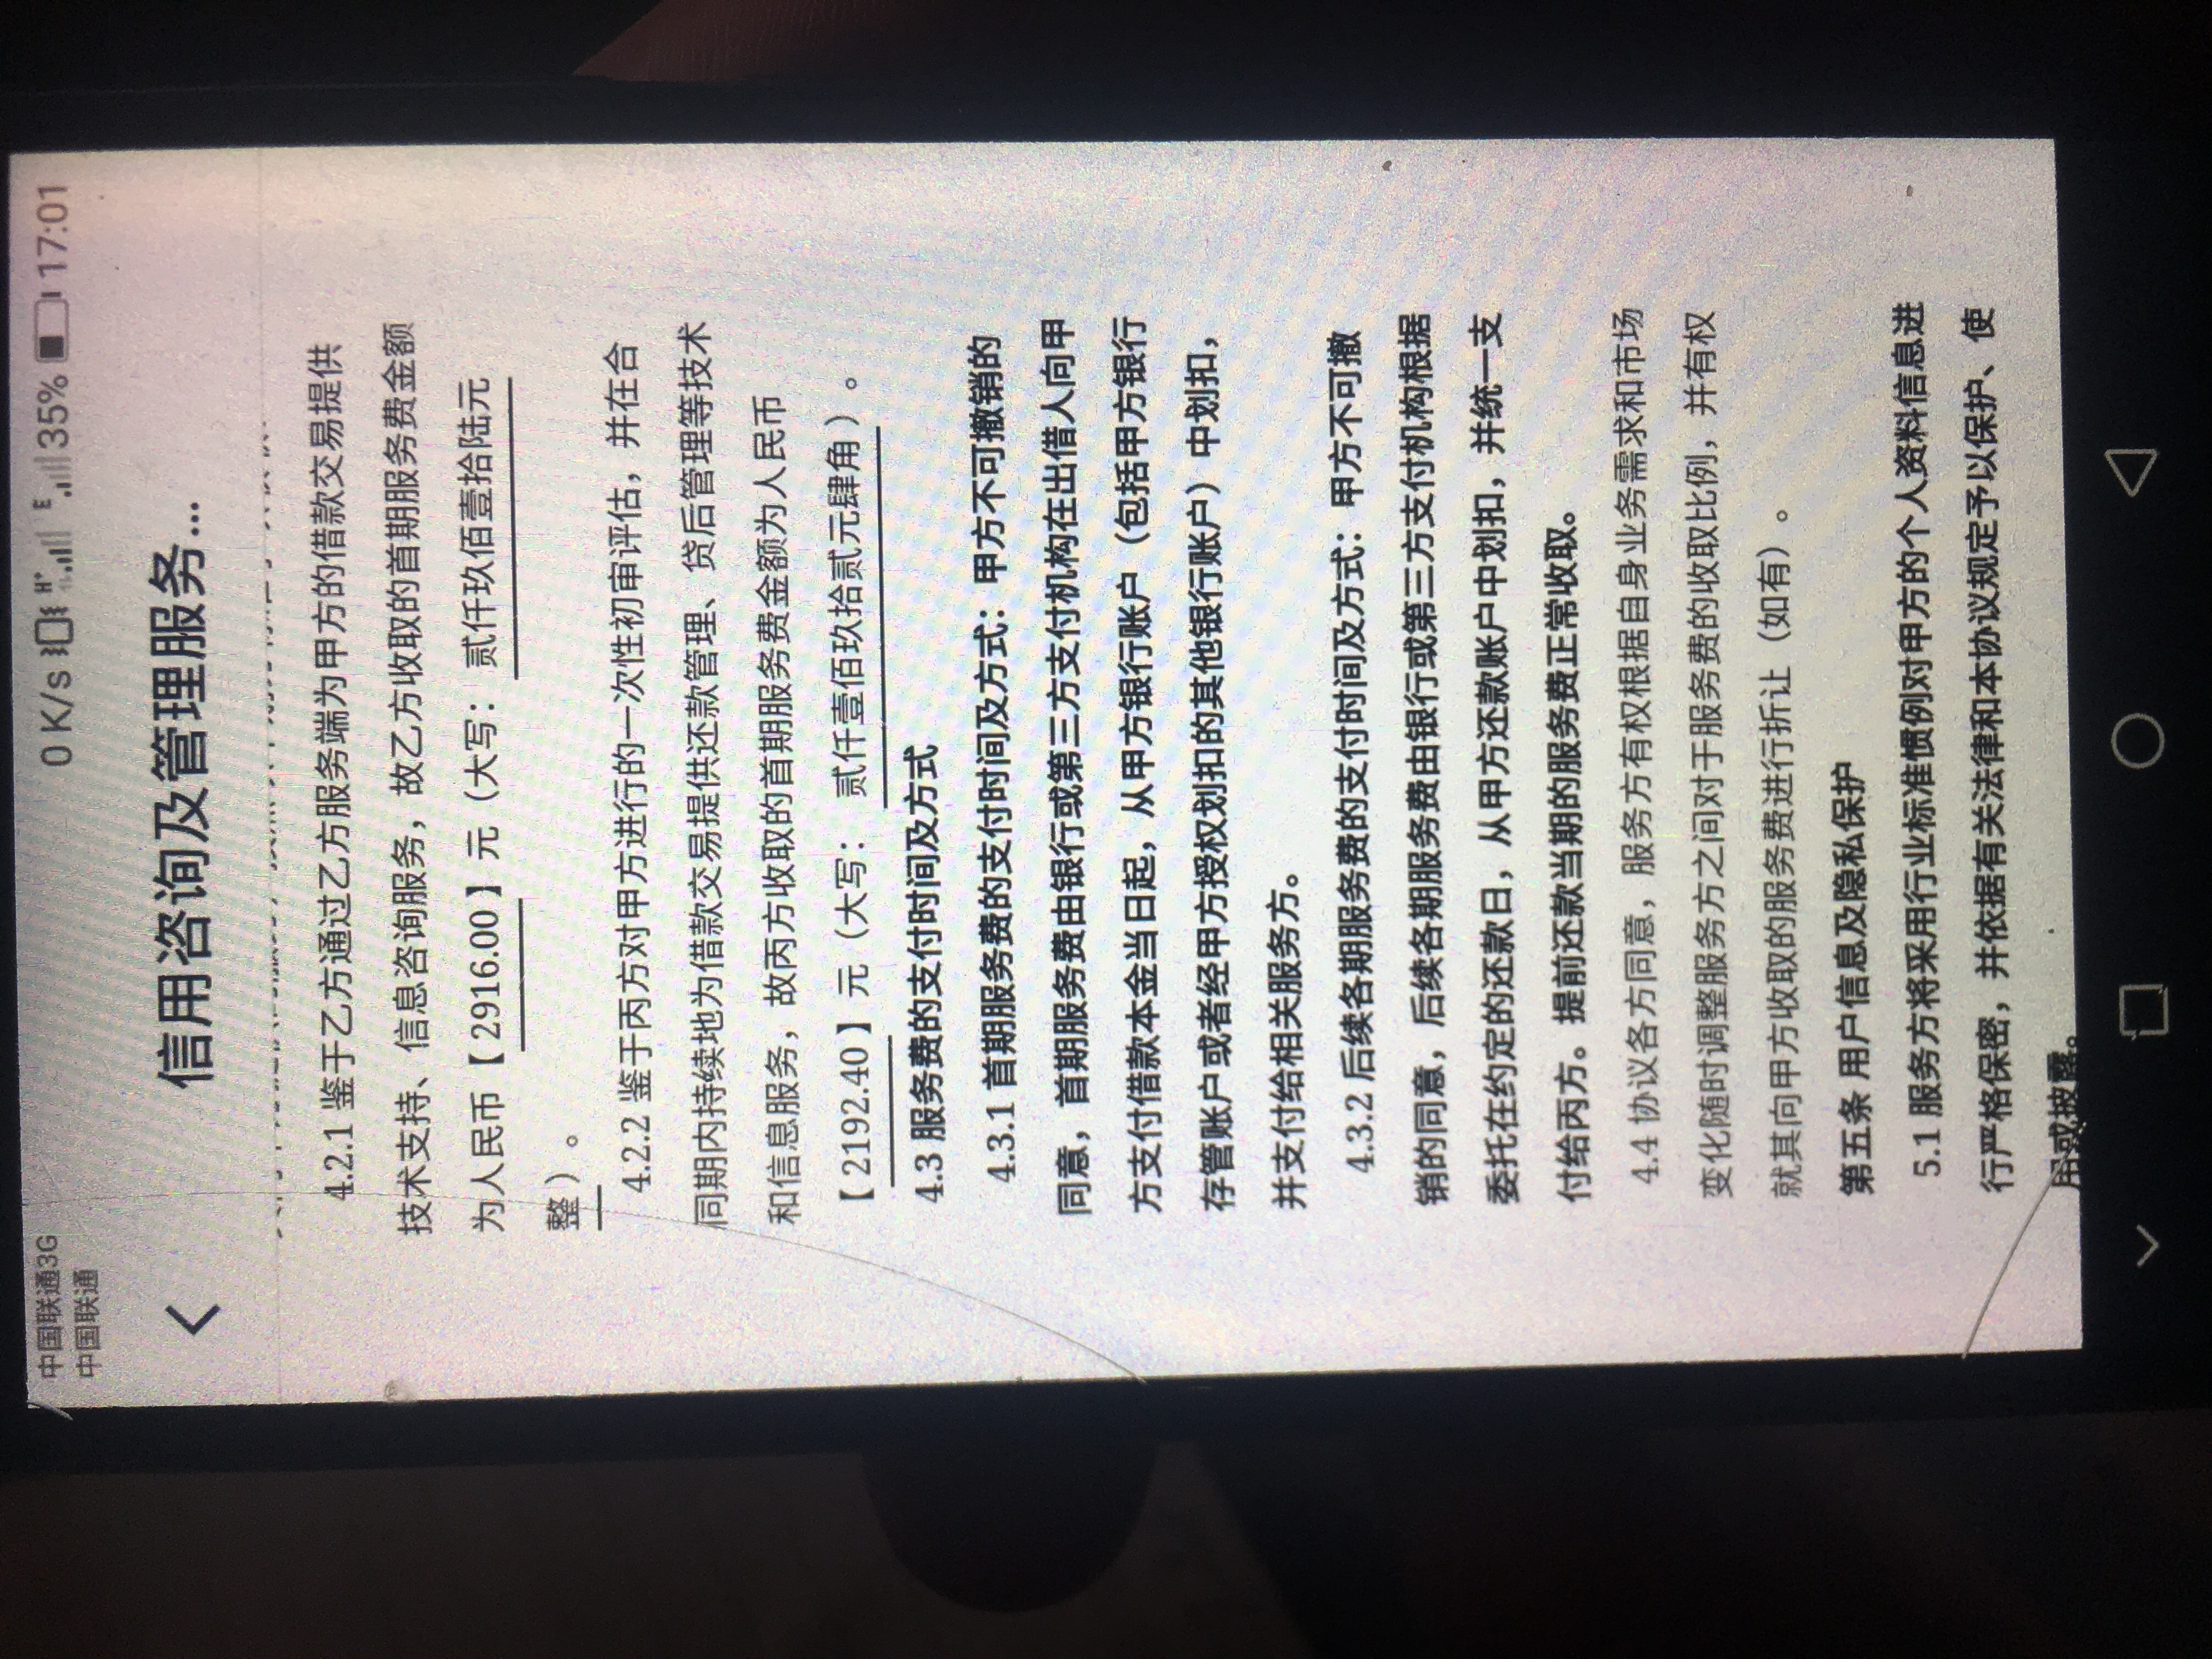 中国联通3G
中国联通
0 K/s 35% 17:01
信用咨询及管理服务...
4.2.1 鉴于乙方通过乙方服务端为甲方的借款交易提供
技术支持、信息咨询服务，故乙方收取的首期服务费金额
为人民币【 2916.00 】元（大写： 贰仟玖佰壹拾陆元
整 ）。
4.2.2 鉴于丙方对甲方进行的一次性初审评估，并在合
同期内持续地为借款交易提供还款管理、贷后管理等技术
和信息服务，故丙方收取的首期服务费金额为人民币
【 2192.40 】元（大写： 贰仟壹佰玖拾贰元肆角 ）。
4.3 服务费的支付时间及方式
4.3.1 首期服务费的支付时间及方式：甲方不可撤销的
同意，首期服务费由银行或第三方支付机构在出借人向甲
方支付借款本金当日起，从甲方银行账户（包括甲方银行
存管账户或者经甲方授权划扣的其他银行账户）中划扣，
并支付给相关服务方。
4.3.2 后续各期服务费的支付时间及方式：甲方不可撤
销的同意，后续各期服务费由银行或第三方支付机构根据
委托在约定的还款日，从甲方还款账户中划扣，并统一支
付给丙方。提前还款当期的服务费正常收取。
4.4 协议各方同意，服务方有权根据自身业务需求和市场
变化随时调整服务方之间对于服务费的收取比例，并有权
就其向甲方收取的服务费进行折让（如有）。
第五条 用户信息及隐私保护
5.1 服务方将采用行业标准惯例对甲方的个人资料信息进
行严格保密，并依据有关法律和本协议规定予以保护、使
用或披露。